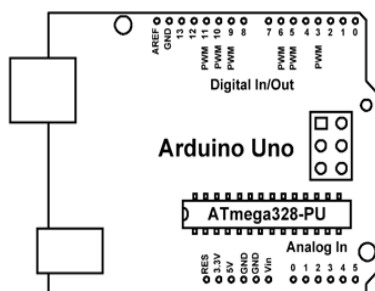 AREF GND 13 12 11 10 9 8 7 6 5 4 3 2 1 0
PWM PWM PWM PWM PWM PWM
Digital In/Out
Arduino Uno
ATmega328-PU
Analog In
RES 3.3V 5V GND GND Vin 0 1 2 3 4 5